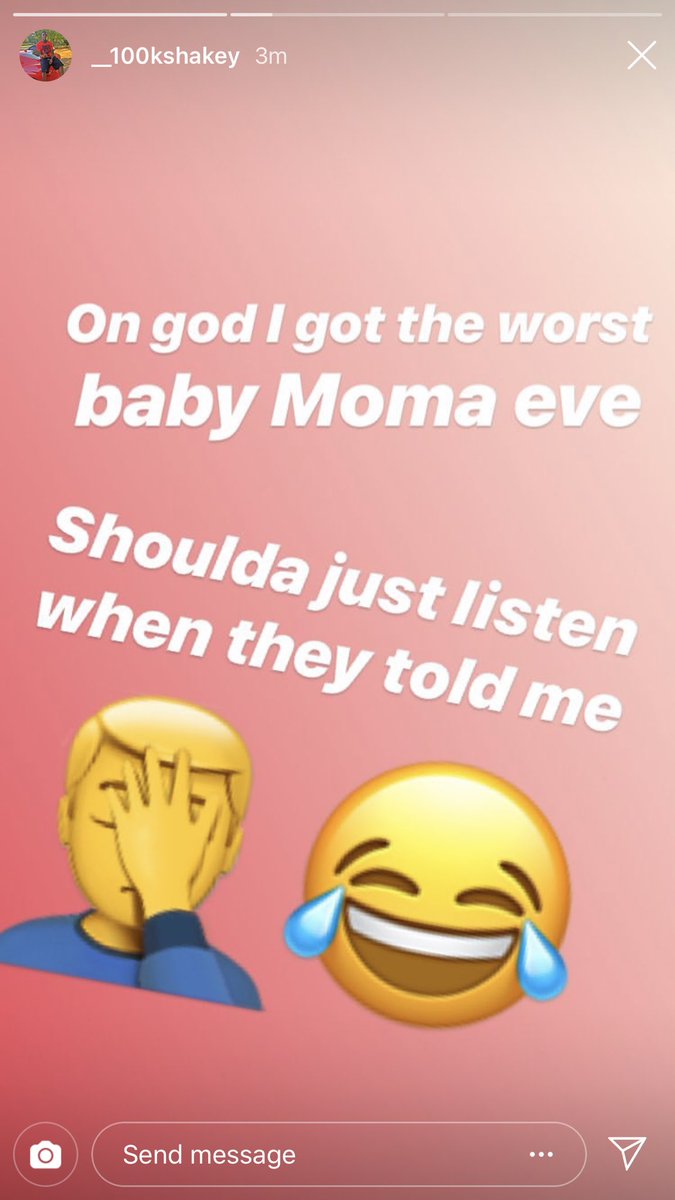 __100kshakey 3m
On god I got the worst
baby Moma eve
Shoulda just listen
when they told me
Send message